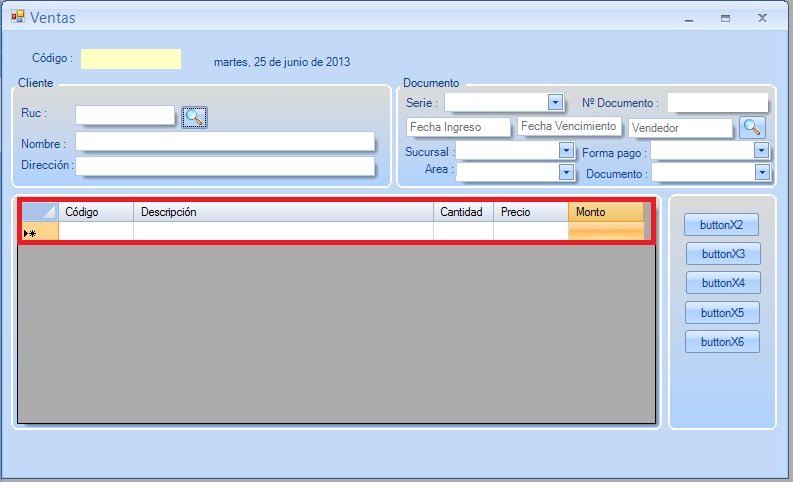 Ventas
Código :
martes, 25 de junio de 2013
Cliente
Ruc :
Nombre :
Dirección :
Documento
Serie :
Nº Documento :
Fecha Ingreso
Fecha Vencimiento
Vendedor
Sucursal :
Forma pago :
Area :
Documento :
Código Descripción Cantidad Precio Monto
buttonX2
buttonX3
buttonX4
buttonX5
buttonX6